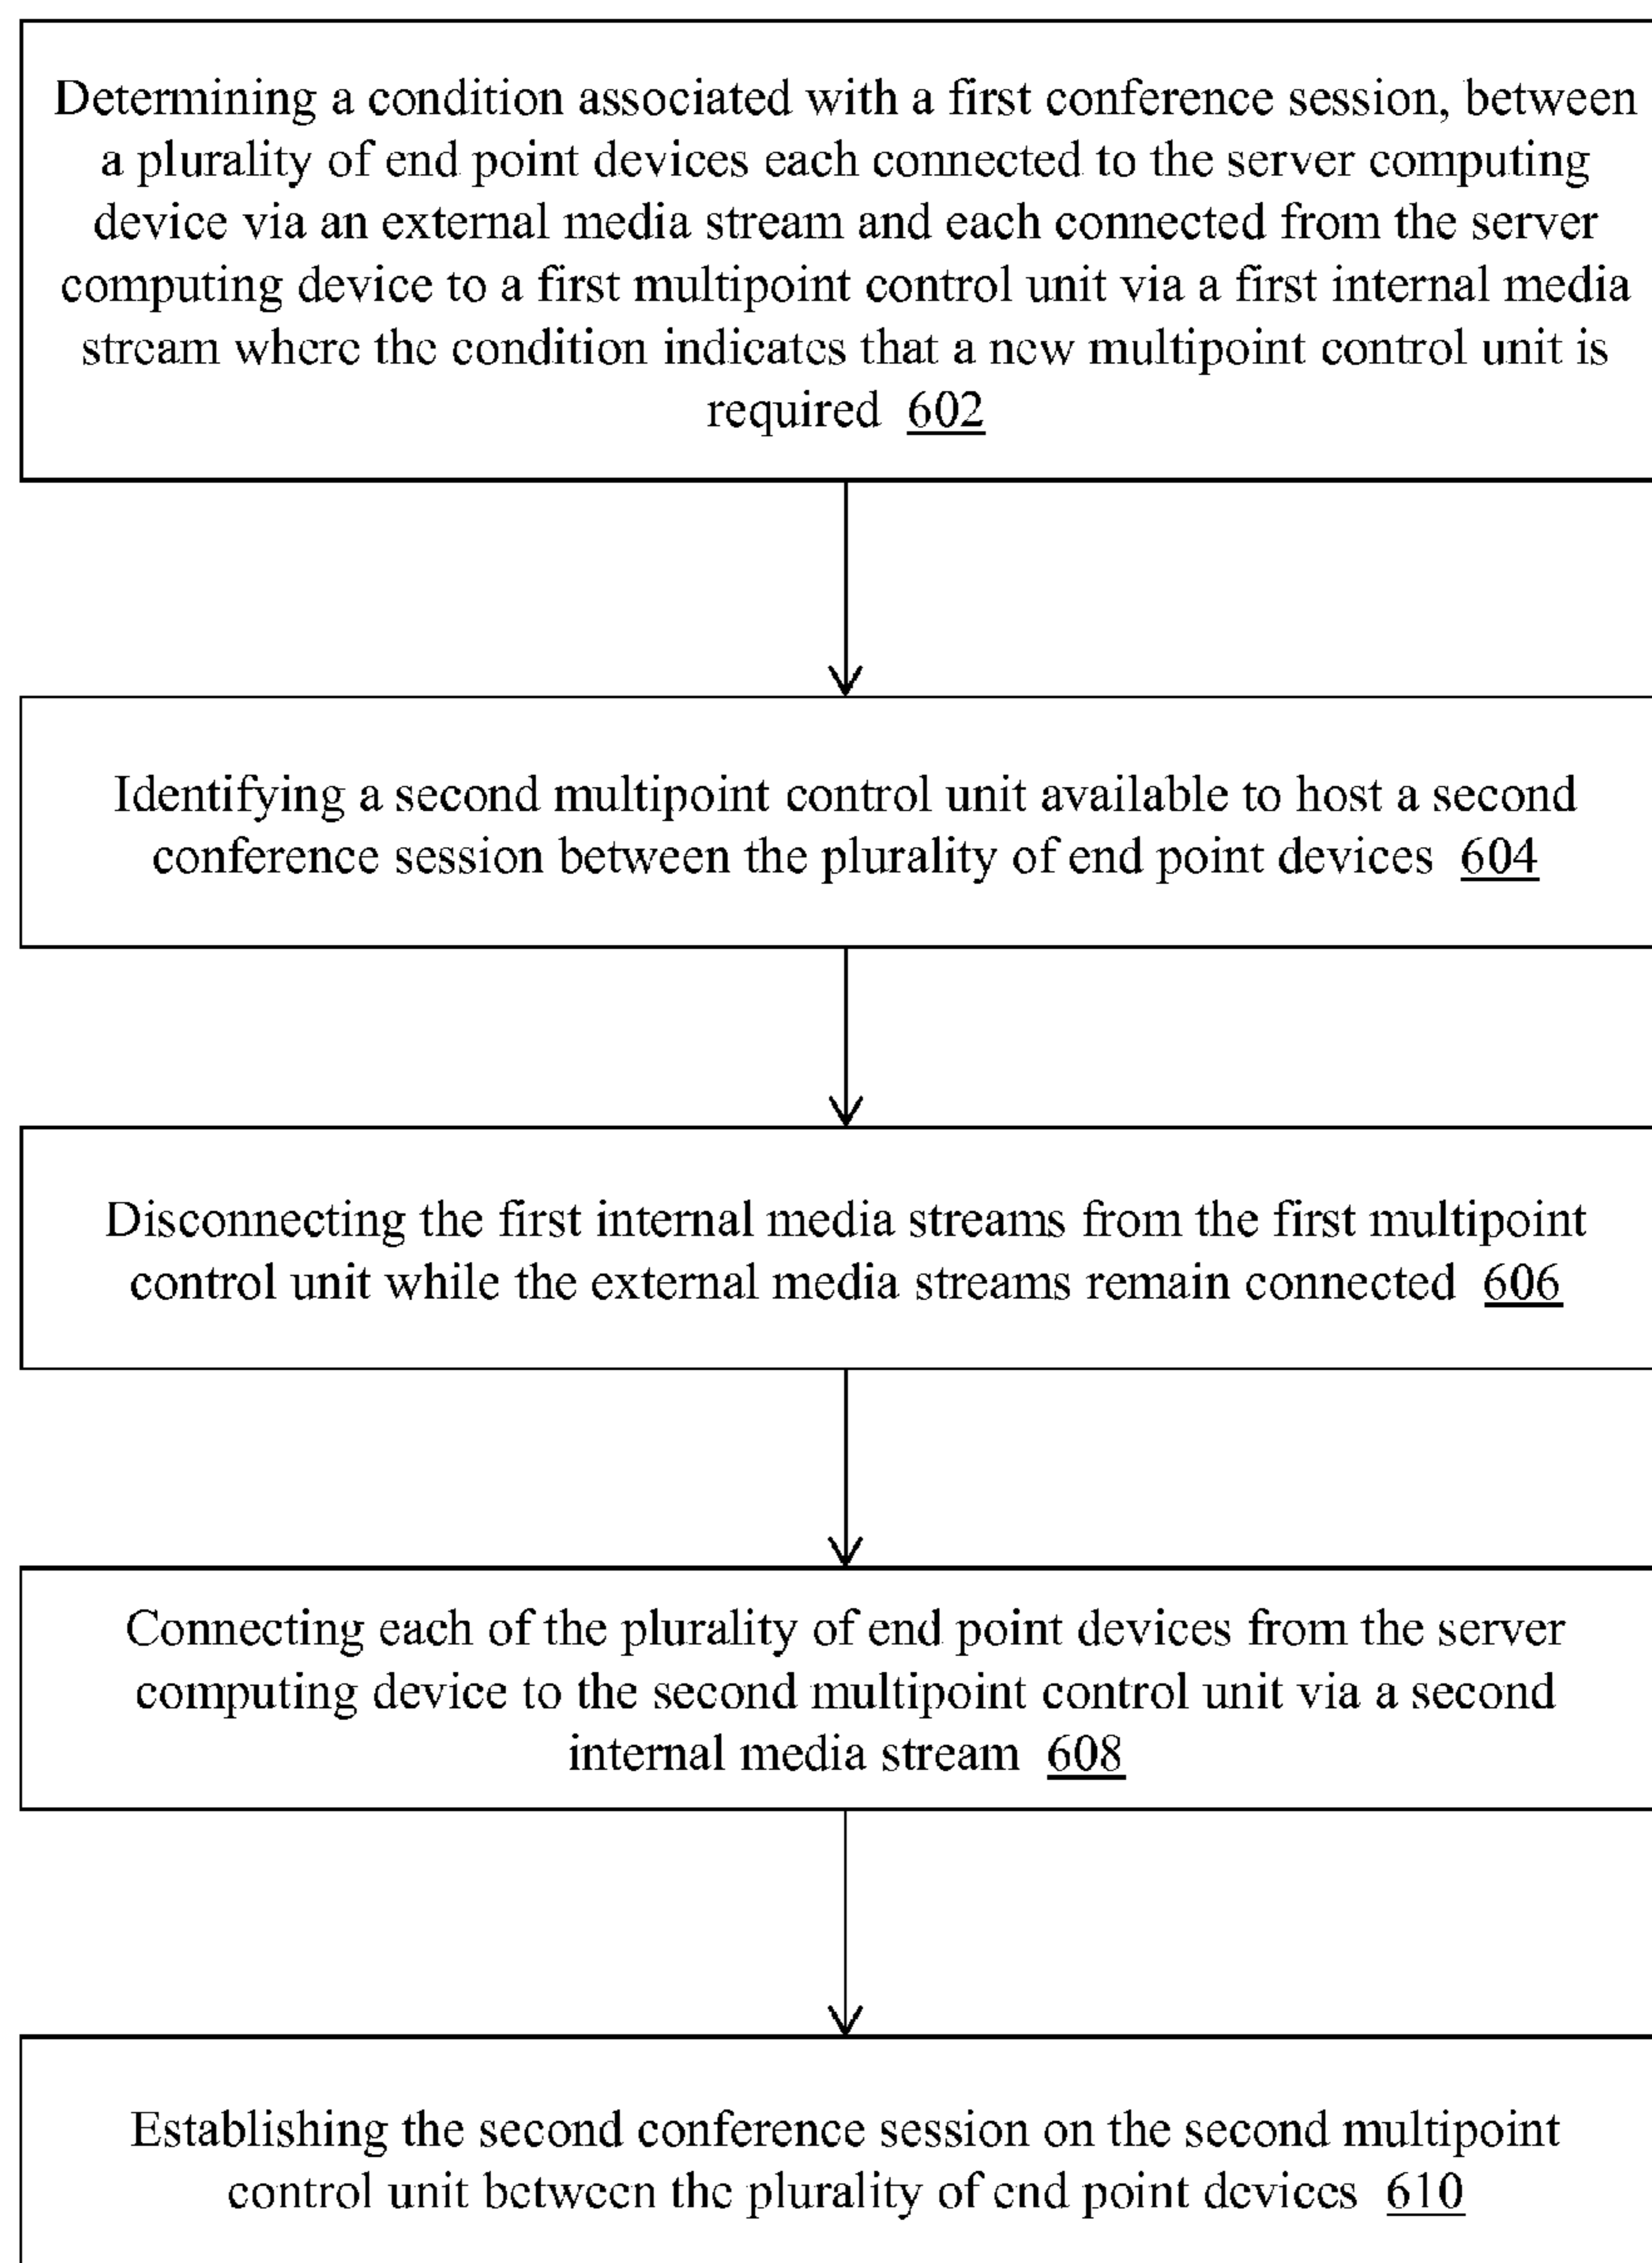 Determining a condition associated with a first conference session, between
a plurality of end point devices each connected to the server computing
device via an external media stream and each connected from the server
computing device to a first multipoint control unit via a first internal media
stream where the condition indicates that a new multipoint control unit is
required 602
Identifying a second multipoint control unit available to host a second
conference session between the plurality of end point devices 604
Disconnecting the first internal media streams from the first multipoint
control unit while the external media streams remain connected 606
Connecting each of the plurality of end point devices from the server
computing device to the second multipoint control unit via a second
internal media stream 608
Establishing the second conference session on the second multipoint
control unit between the plurality of end point devices 610